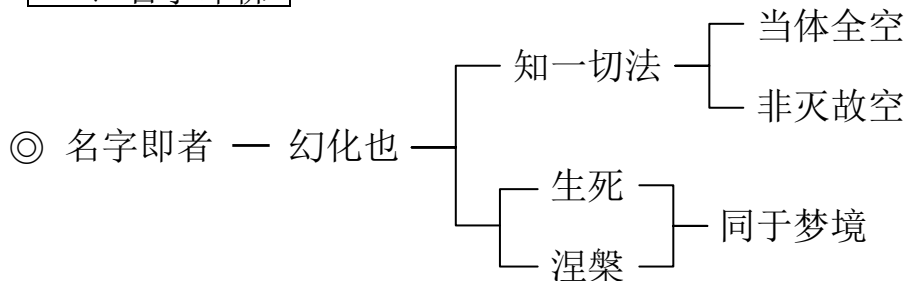 当体全空
知一切法
非灭故空
◎ 名字即者 — 幻化也
生死
同于梦境
涅槃